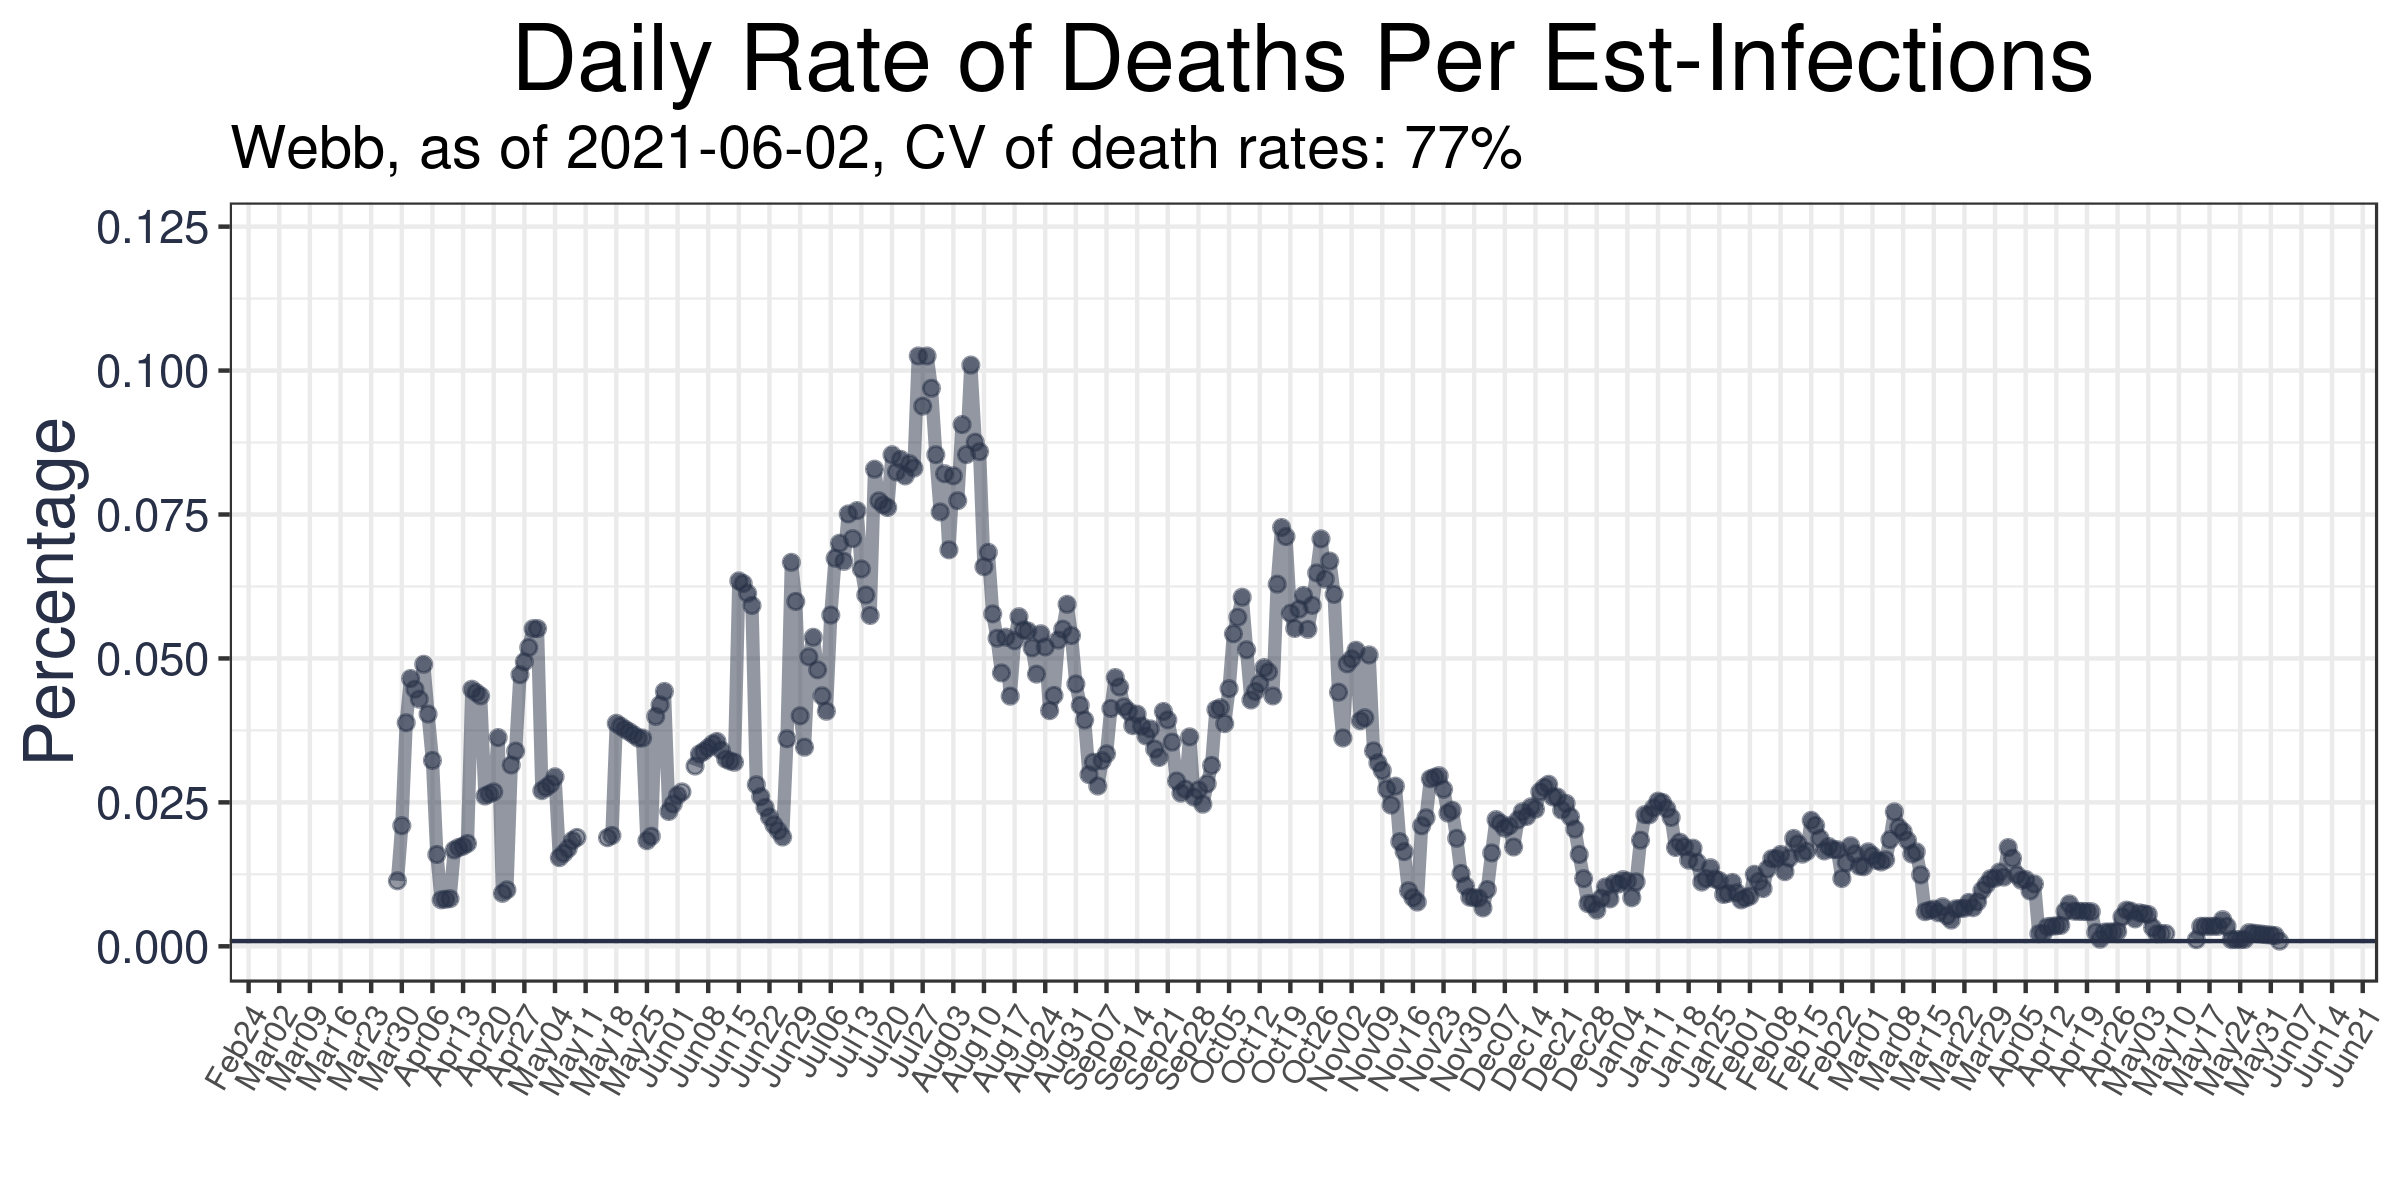 Daily Rate of Deaths Per Est-Infections
Webb, as of 2021-06-02, CV of death rates: 77%
Percentage
0.125
0.100
0.075
0.050
0.025
0.000
Feb24
Mar02
Mar09
Mar16
Mar23
Mar30
Apr06
Apr13
Apr20
Apr27
May04
May11
May18
May25
Jun01
Jun08
Jun15
Jun22
Jun29
Jul06
Jul13
Jul20
Jul27
Aug03
Aug10
Aug17
Aug24
Aug31
Sep07
Sep14
Sep21
Sep28
Oct05
Oct12
Oct19
Oct26
Nov02
Nov09
Nov16
Nov23
Nov30
Dec07
Dec14
Dec21
Dec28
Jan04
Jan11
Jan18
Jan25
Feb01
Feb08
Feb15
Feb22
Mar01
Mar08
Mar15
Mar22
Mar29
Apr05
Apr12
Apr19
Apr26
May03
May10
May17
May24
May31
Jun07
Jun14
Jun21